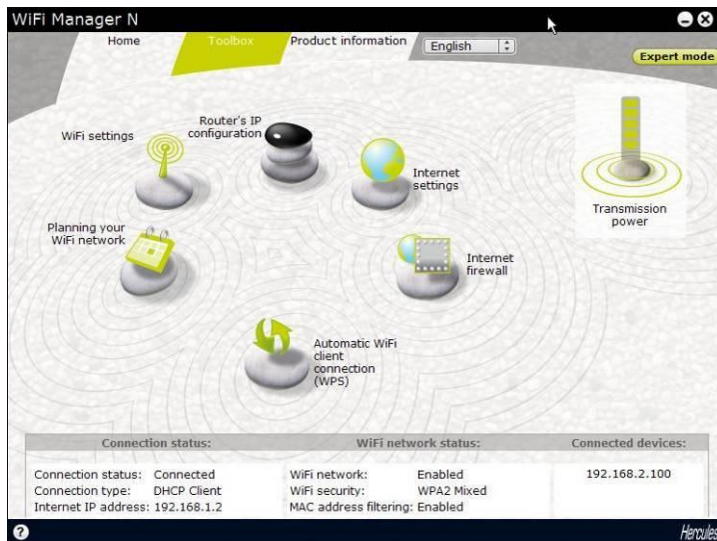 WiFi Manager N
Home
Toolbox
Product information
English
Expert mode
WiFi settings
Router's IP
configuration
Internet
settings
Transmission
power
Planning your
WiFi network
Internet
firewall
Automatic WiFi
client
connection
(WPS)
Connection status:
WiFi network status:
Connected devices:
Connection status: Connected
Connection type: DHCP Client
Internet IP address: 192.168.1.2
WiFi network: Enabled
WiFi security: WPA2 Mixed
MAC address filtering: Enabled
192.168.2.100
?
Hercules